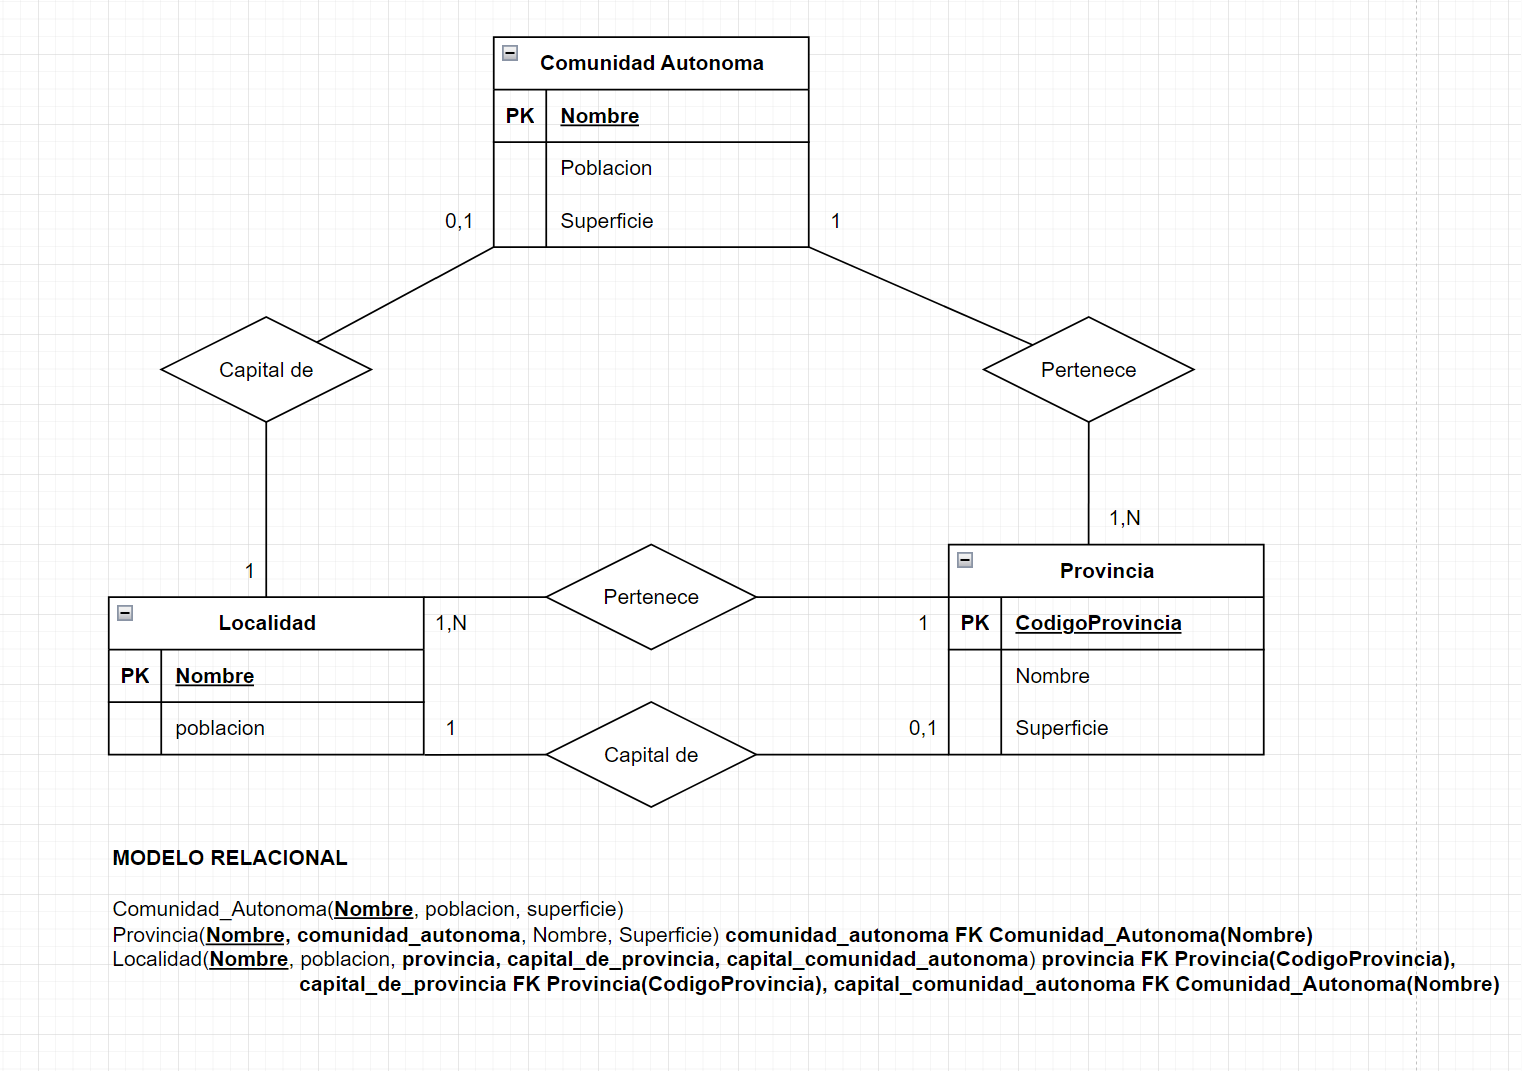 Comunidad Autonoma
PK Nombre
Poblacion
0,1
Superficie
1
Capital de
Pertenece
1,N
1
Provincia
Pertenece
Localidad
1,N
1
PK CodigoProvincia
PK Nombre
Nombre
poblacion
1
0,1
Superficie
Capital de
MODELO RELACIONAL
Comunidad_Autonoma(Nombre, poblacion, superficie)
Provincia(Nombre, comunidad_autonoma, Nombre, Superficie) comunidad_autonoma FK Comunidad_Autonoma(Nombre)
Localidad(Nombre, poblacion, provincia, capital_de_provincia, capital_comunidad_autonoma) provincia FK Provincia(CodigoProvincia),
capital_de_provincia FK Provincia(CodigoProvincia), capital_comunidad_autonoma FK Comunidad_Autonoma(Nombre)